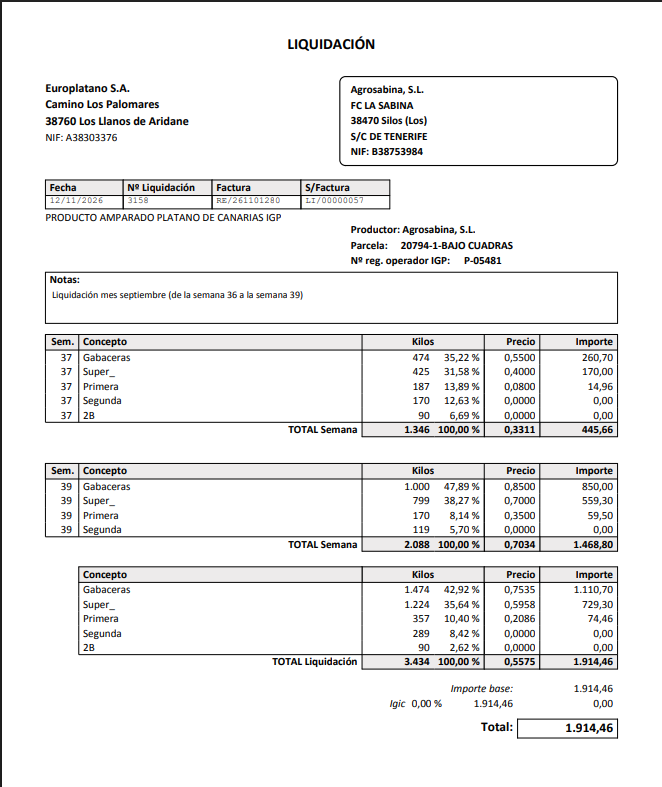 LIQUIDACIÓN
Europlatano S.A.
Camino Los Palomares
38760 Los Llanos de Aridane
NIF: A38303376
Agrosabina, S.L.
FC LA SABINA
38470 Silos (Los)
S/C DE TENERIFE
NIF: B38753984
Fecha Nº Liquidación Factura S/Factura
12/11/2026 3158 RE/261101280 LI/00000057
PRODUCTO AMPARADO PLATANO DE CANARIAS IGP
Productor: Agrosabina, S.L.
Parcela: 20794-1-BAJO CUADRAS
Nº reg. operador IGP: P-05481
Notas:
Liquidación mes septiembre (de la semana 36 a la semana 39)
Sem. Concepto Kilos Precio Importe
37 Gabaceras 474 35,22 % 0,5500 260,70
37 Super_ 425 31,58 % 0,4000 170,00
37 Primera 187 13,89 % 0,0800 14,96
37 Segunda 170 12,63 % 0,0000 0,00
37 2B 90 6,69 % 0,0000 0,00
TOTAL Semana 1.346 100,00 % 0,3311 445,66
Sem. Concepto Kilos Precio Importe
39 Gabaceras 1.000 47,89 % 0,8500 850,00
39 Super_ 799 38,27 % 0,7000 559,30
39 Primera 170 8,14 % 0,3500 59,50
39 Segunda 119 5,70 % 0,0000 0,00
TOTAL Semana 2.088 100,00 % 0,7034 1.468,80
Concepto Kilos Precio Importe
Gabaceras 1.474 42,92 % 0,7535 1.110,70
Super_ 1.224 35,64 % 0,5958 729,30
Primera 357 10,40 % 0,2086 74,46
Segunda 289 8,42 % 0,0000 0,00
2B 90 2,62 % 0,0000 0,00
TOTAL Liquidación 3.434 100,00 % 0,5575 1.914,46
Importe base: 1.914,46
Igic 0,00 % 1.914,46 0,00
Total: 1.914,46